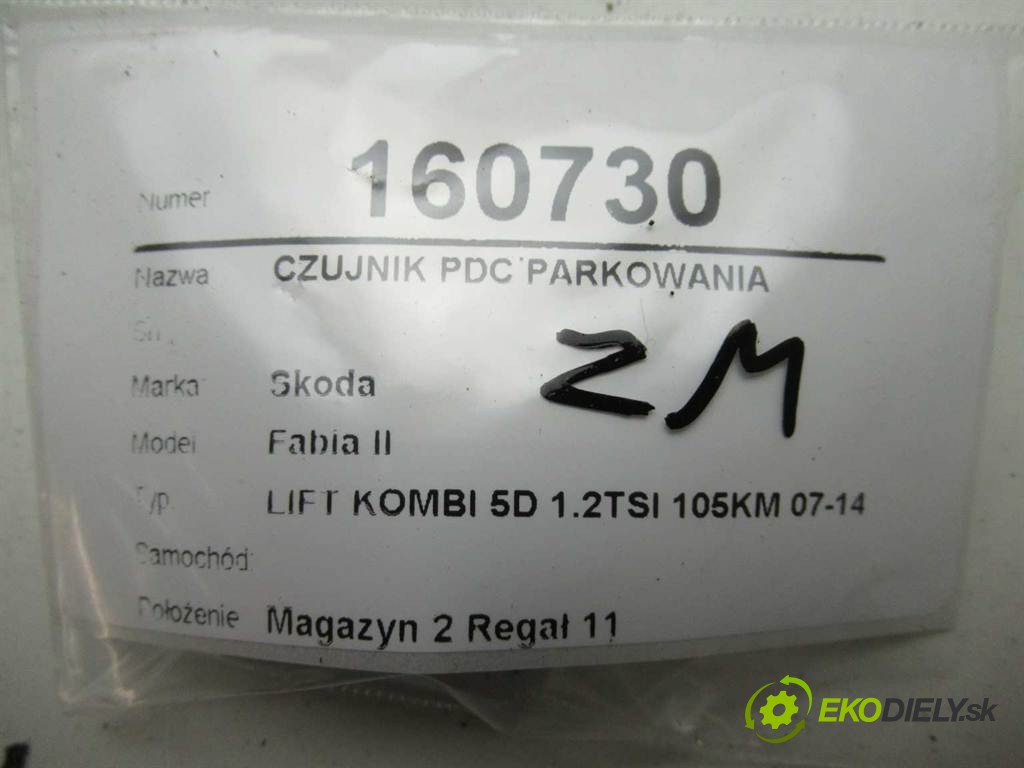 Numer 160730
Nazwa CZUJNIK PDC PARKOWANIA
ZM
Marka Skoda
Model Fabia II
Typ LIFT KOMBI 5D 1.2TSI 105KM 07-14
Samochód:
Położenie Magazyn 2 Regał 11
EKODIELY.sk